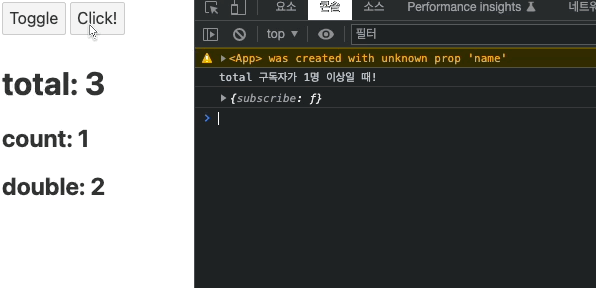 Toggle Click!
total: 3
count: 1
double: 2
요소 콘솔 소스 Performance insights 네트워
top 필터
<App> was created with unknown prop 'name'
total 구독자가 1명 이상일 때!
{subscribe: ƒ}